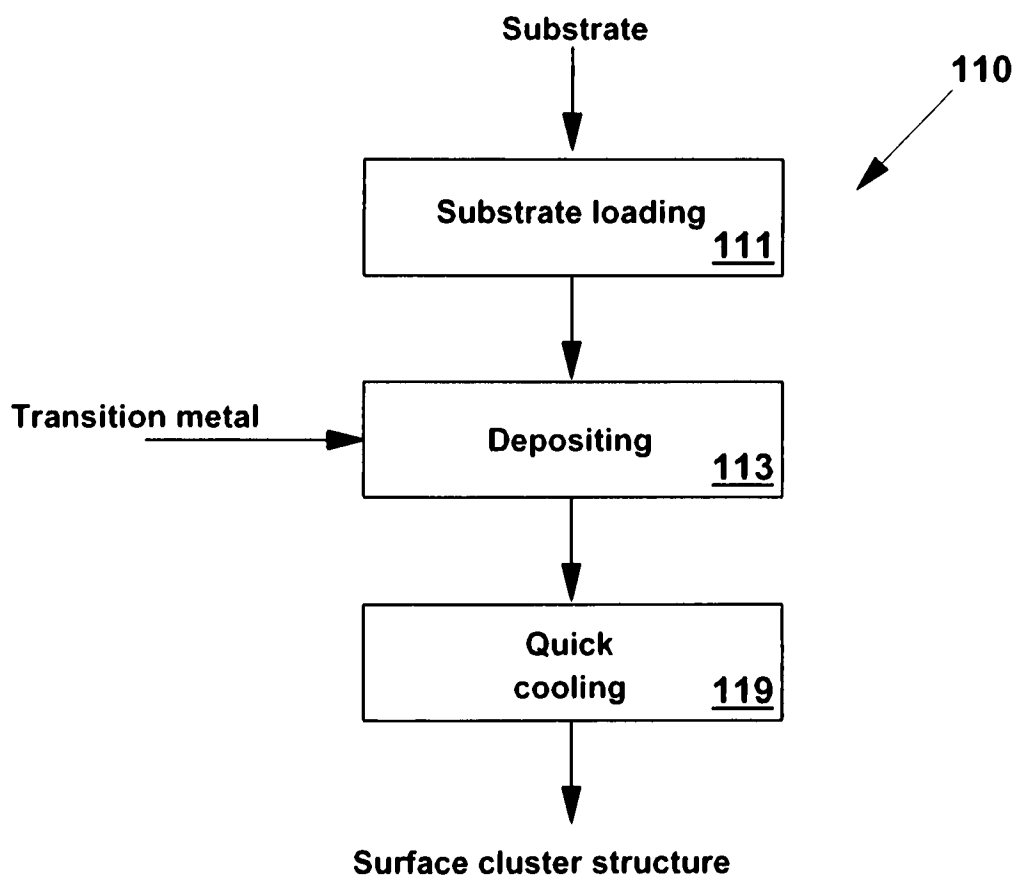 Substrate
110
Substrate loading
111
Transition metal
Depositing
113
Quick
cooling
119
Surface cluster structure